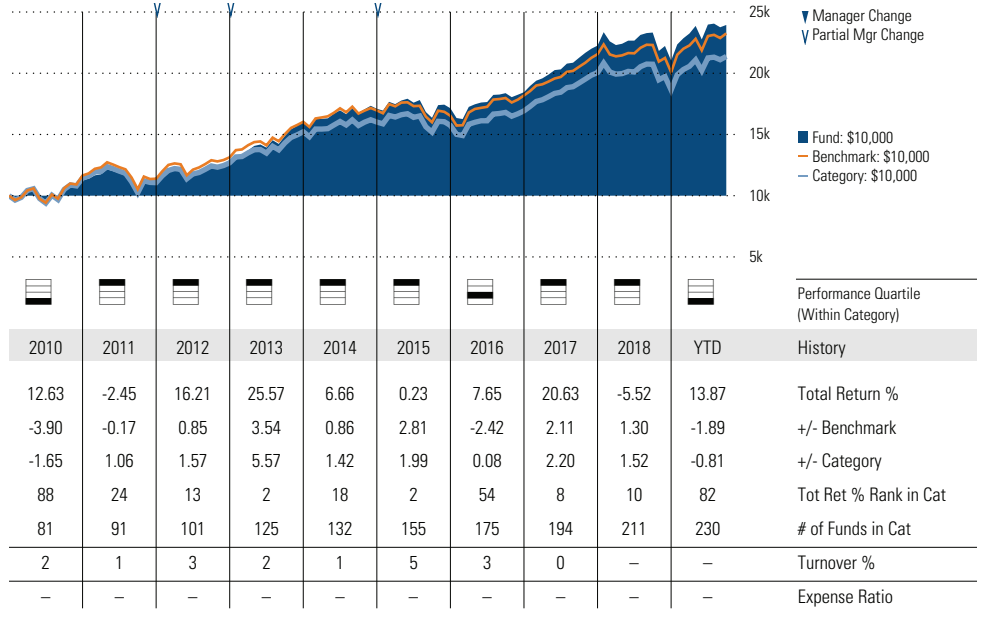 25k
20k
15k
10k
5k
Manager Change
Partial Mgr Change
Fund: $10,000
Benchmark: $10,000
Category: $10,000
Performance Quartile
(Within Category)
2010 2011 2012 2013 2014 2015 2016 2017 2018 YTD History
12.63 -2.45 16.21 25.57 6.66 0.23 7.65 20.63 -5.52 13.87 Total Return %
-3.90 -0.17 0.85 3.54 0.86 2.81 -2.42 2.11 1.30 -1.89 +/- Benchmark
-1.65 1.06 1.57 5.57 1.42 1.99 0.08 2.20 1.52 -0.81 +/- Category
88 24 13 2 18 2 54 8 10 82 Tot Ret % Rank in Cat
81 91 101 125 132 155 175 194 211 230 # of Funds in Cat
2 1 3 2 1 5 3 0 – – Turnover %
– – – – – – – – – – Expense Ratio